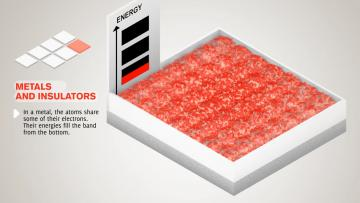 ENERGY
METALS
AND INSULATORS
In a metal, the atoms share
some of their electrons.
Their energies fill the band
from the bottom.